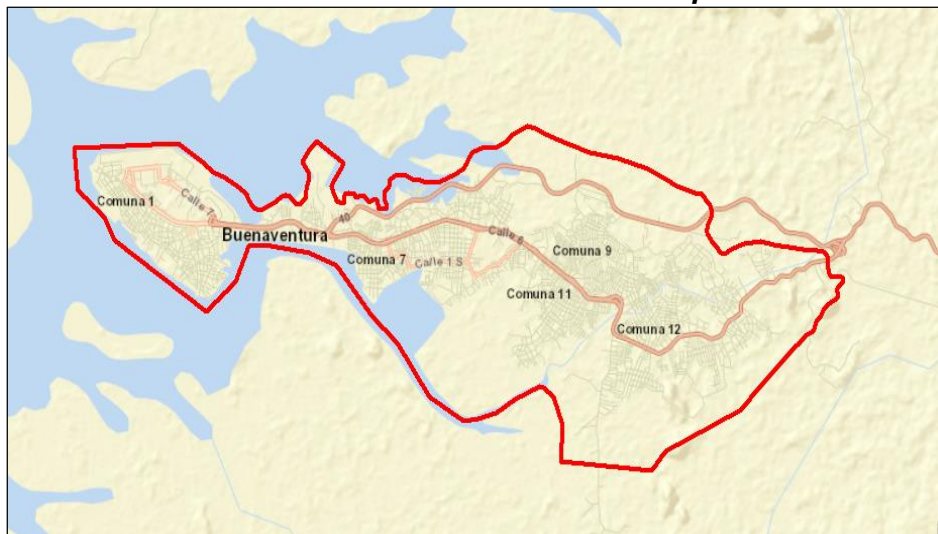 Comuna 1
Calle 7
Buenaventura
40
Calle 6
Comuna 7
Calle 1 S
Comuna 9
Comuna 11
Comuna 12